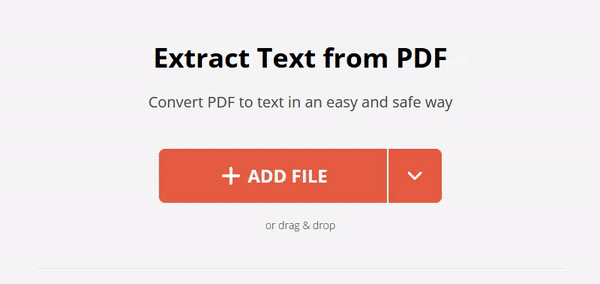 Extract Text from PDF
Convert PDF to text in an easy and safe way
ADD FILE
or drag & drop